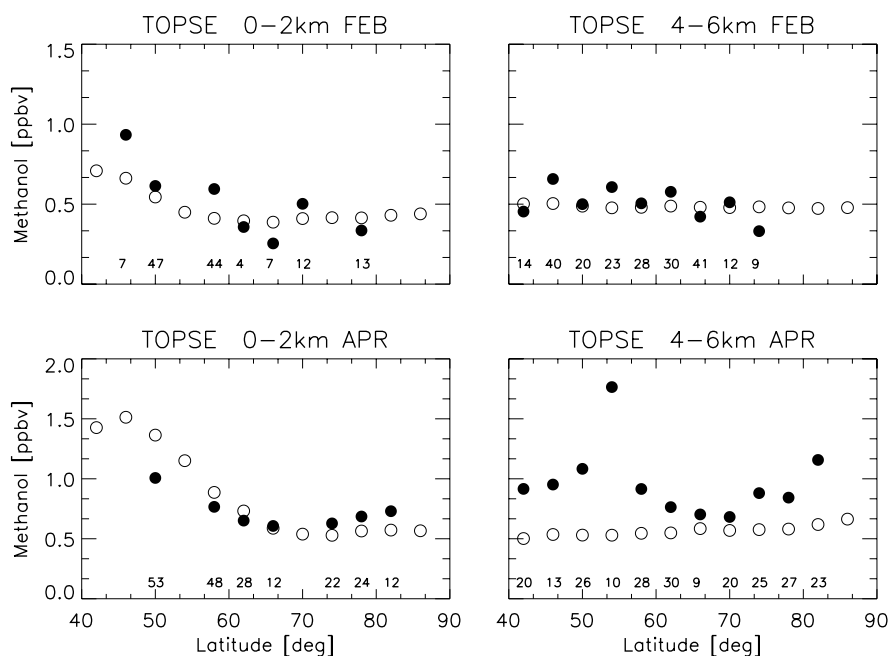 TOPSE 0−2km FEB
TOPSE 4−6km FEB
Methanol [ppbv]
1.5
1.0
0.5
0.0
7 47 44 4 7 12 13
14 40 20 23 28 30 41 12 9
TOPSE 0−2km APR
TOPSE 4−6km APR
Methanol [ppbv]
2.0
1.5
1.0
0.5
0.0
53 48 28 12 22 24 12
20 13 26 10 28 30 9 20 25 27 23
40 50 60 70 80 90
40 50 60 70 80 90
Latitude [deg]
Latitude [deg]